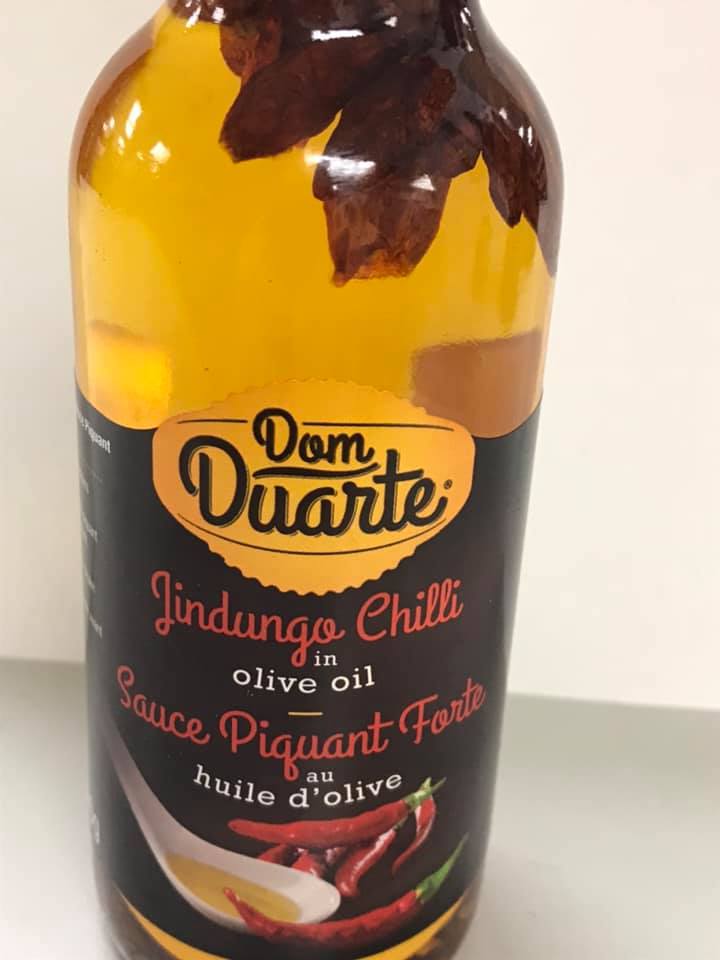 Dom
Duarte®
Jindungo Chilli
in
olive oil
Sauce Piquant Forte
au
huile d'olive